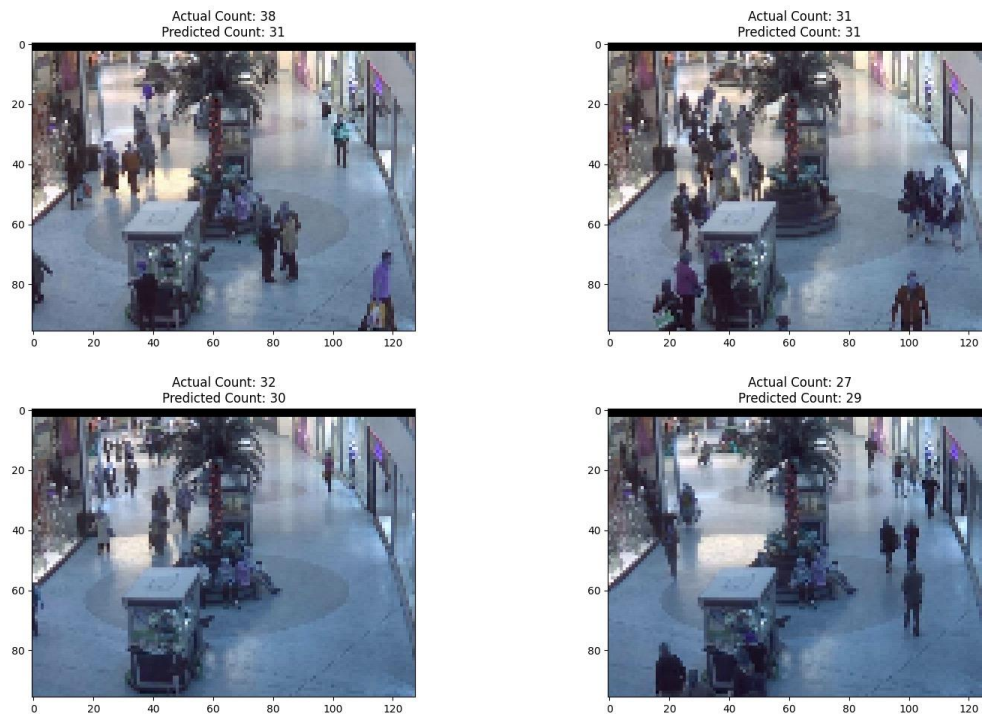 Actual Count: 38
Predicted Count: 31
0
20
40
60
80
0 20 40 60 80 100 120
Actual Count: 31
Predicted Count: 31
0
20
40
60
80
0 20 40 60 80 100 120
Actual Count: 32
Predicted Count: 30
0
20
40
60
80
0 20 40 60 80 100 120
Actual Count: 27
Predicted Count: 29
0
20
40
60
80
0 20 40 60 80 100 120